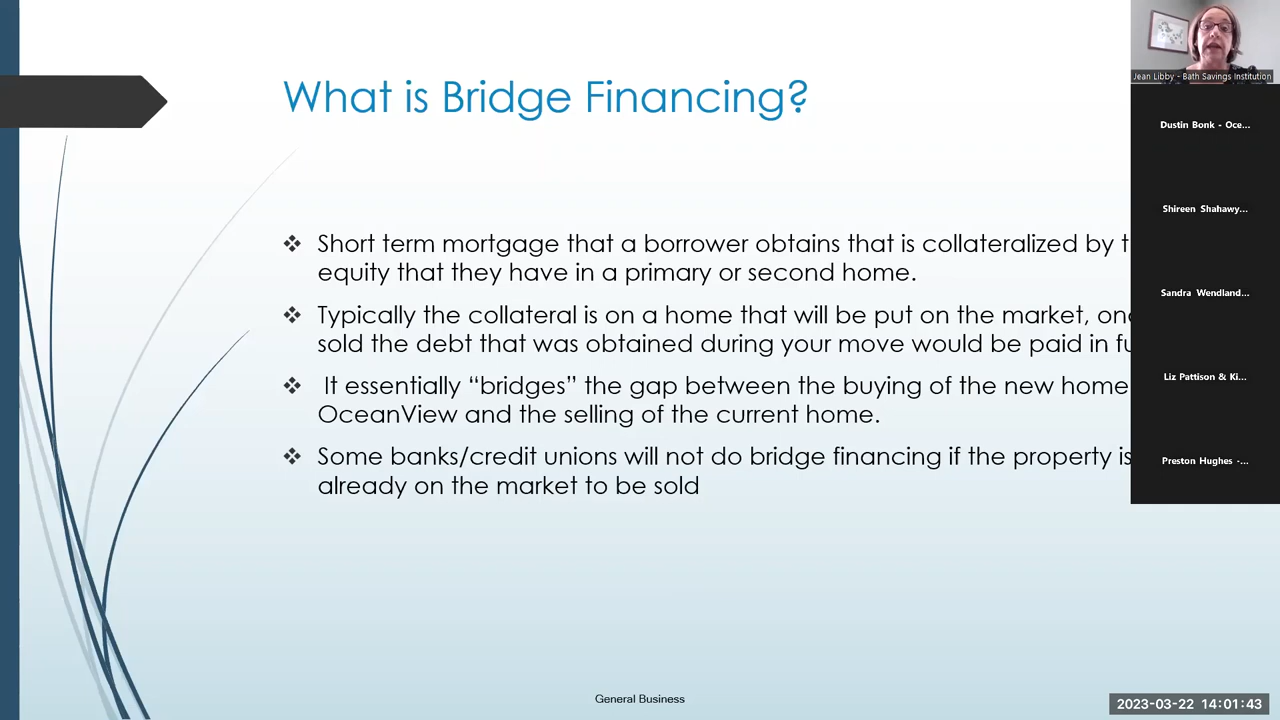 What is Bridge Financing?
Short term mortgage that a borrower obtains that is collateralized by
equity that they have in a primary or second home.
Typically the collateral is on a home that will be put on the market,
sold the debt that was obtained during your move would be paid in
It essentially “bridges” the gap between the buying of the new home
OceanView and the selling of the current home.
Some banks/credit unions will not do bridge financing if the property is
already on the market to be sold
General Business
Jean Libby - Bath Savings Institution
Dustin Bonk - Oce...
Shireen Shahawy...
Sandra Wendland...
Liz Pattison & Ki...
Preston Hughes -...
2023-03-22 14:01:43